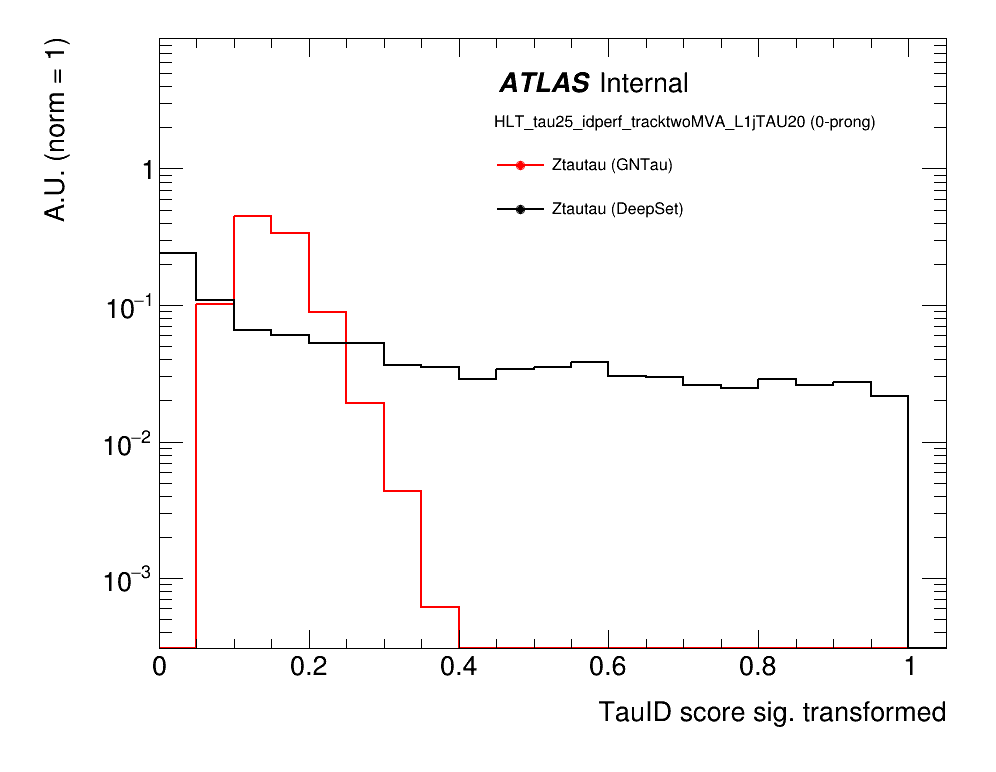 A.U. (norm = 1)
ATLAS Internal
HLT_tau25_idperf_tracktwoMVA_L1jTAU20 (0-prong)
Ztautau (GNTau)
Ztautau (DeepSet)
1
10⁻¹
10⁻²
10⁻³
0 0.2 0.4 0.6 0.8 1
TauID score sig. transformed